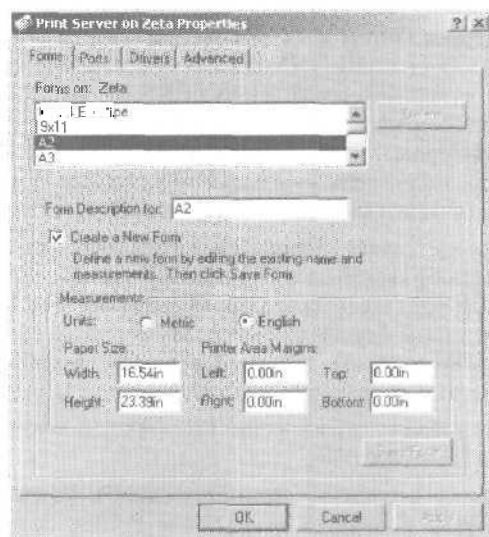 Print Server on Zeta Properties
Forms Ports Drivers Advanced
Forms on: Zeta
9x11
A2
A3
Form Description for: A2
Create a New Form
Define a new form by editing the existing name and
measurements. Then click Save Form.
Measurements:
Units: Metric English
Paper Size: Printer Area Margins:
Width: 16.54in Left: 0.00in Top: 0.00in
Height: 23.39in Right: 0.00in Bottom: 0.00in
Save Form
OK Cancel Apply